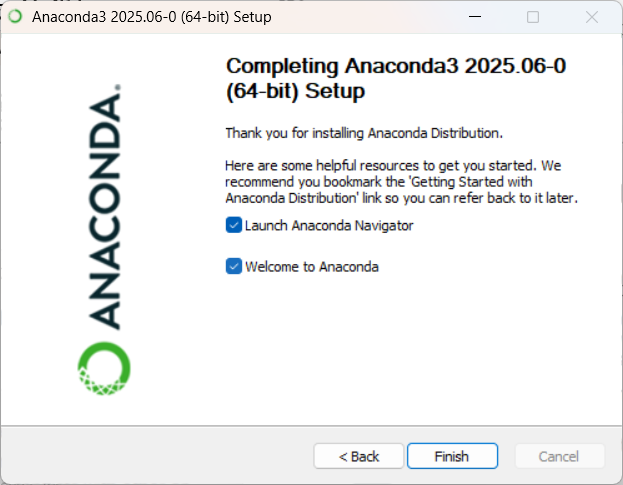 Anaconda3 2025.06-0 (64-bit) Setup
Completing Anaconda3 2025.06-0
(64-bit) Setup
Thank you for installing Anaconda Distribution.
Here are some helpful resources to get you started. We
recommend you bookmark the 'Getting Started with
Anaconda Distribution' link so you can refer back to it later.
Launch Anaconda Navigator
Welcome to Anaconda
ANACONDA.
< Back
Finish
Cancel